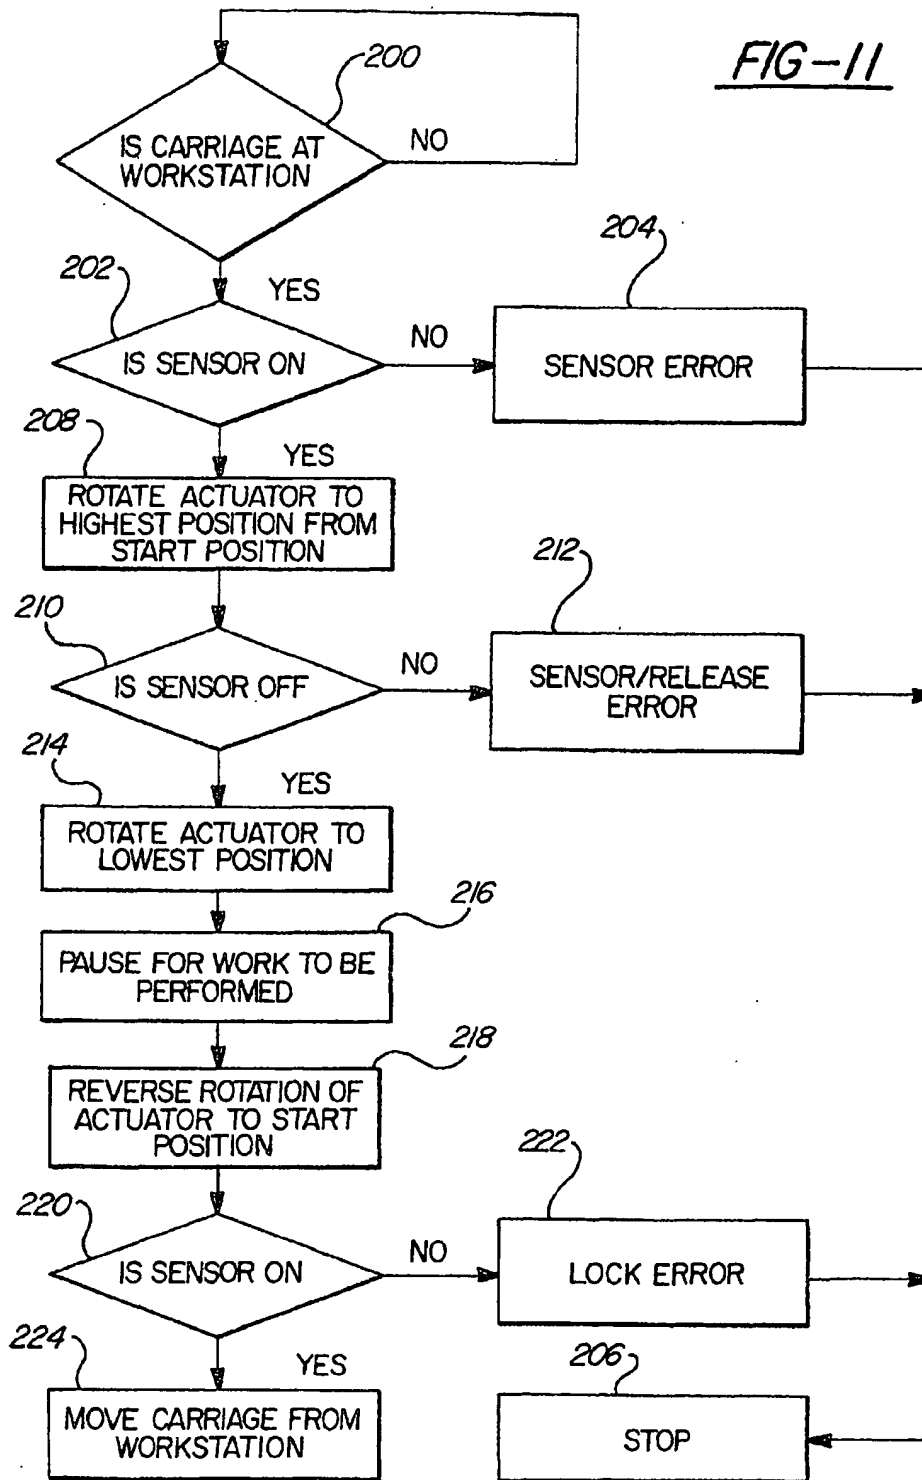 FIG-11
200
IS CARRIAGE AT
WORKSTATION
NO
202
YES
204
IS SENSOR ON
NO
SENSOR ERROR
208
YES
ROTATE ACTUATOR TO
HIGHEST POSITION FROM
START POSITION
210
212
IS SENSOR OFF
NO
SENSOR/RELEASE
ERROR
214
YES
ROTATE ACTUATOR TO
LOWEST POSITION
216
PAUSE FOR WORK TO BE
PERFORMED
218
REVERSE ROTATION OF
ACTUATOR TO START
POSITION
220
222
IS SENSOR ON
NO
LOCK ERROR
224
YES
206
MOVE CARRIAGE FROM
WORKSTATION
STOP